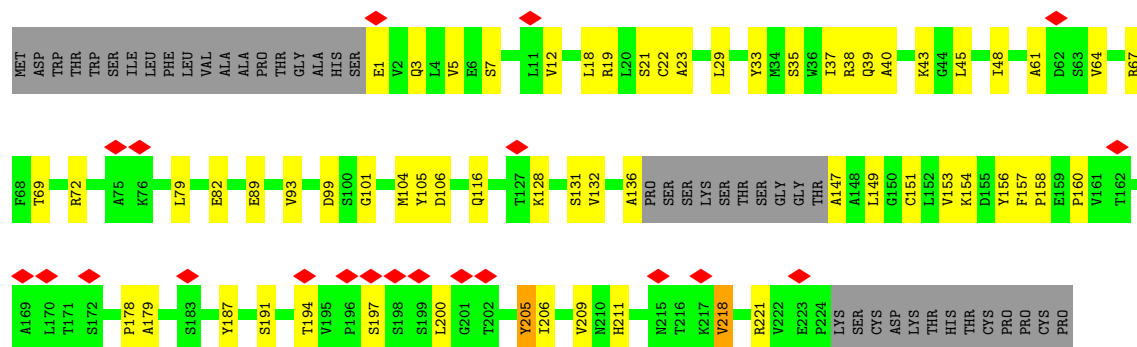 MET ASP TRP THR TRP SER ILE LEU PHE LEU VAL ALA ALA PRO THR GLY ALA HIS SER E1 V2 Q3 L4 V5 E6 S7 L11 V12 L18 R19 L20 S21 C22 A23 L29 Y33 M34 S35 W36 I37 R38 Q39 A40 K43 G44 L45 I48 A61 D62 S63 V64 R67
F68 T69 R72 A75 K76 L79 E82 E89 V93 D99 S100 G101 M104 Y105 D106 Q116 T127 K128 S131 V132 A136 PRO SER SER LYS SER THR SER GLY GLY THR A147 A148 L149 G150 C151 L152 V153 K154 D155 Y156 F157 P158 E159 P160 V161 T162
A169 L170 T171 S172 P178 A179 S183 Y187 S191 T194 V195 P196 S197 S198 S199 L200 G201 T202 Y205 I206 V209 N210 H211 N215 T216 K217 V218 R221 V222 E223 P224 LYS SER CYS ASP LYS THR HIS THR CYS PRO PRO CYS PRO